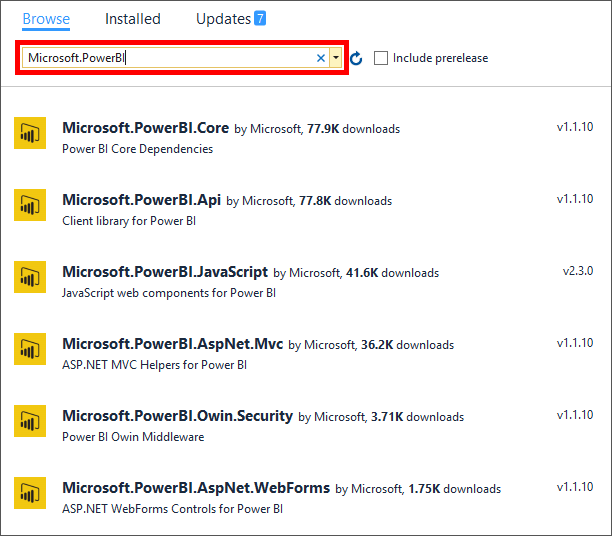 Browse Installed Updates 7
Microsoft.PowerBI Include prerelease
Microsoft.PowerBI.Core by Microsoft, 77.9K downloads v1.1.10
Power BI Core Dependencies
Microsoft.PowerBI.Api by Microsoft, 77.8K downloads v1.1.10
Client library for Power BI
Microsoft.PowerBI.JavaScript by Microsoft, 41.6K downloads v2.3.0
JavaScript web components for Power BI
Microsoft.PowerBI.AspNet.Mvc by Microsoft, 36.2K downloads v1.1.10
ASP.NET MVC Helpers for Power BI
Microsoft.PowerBI.Owin.Security by Microsoft, 3.71K downloads v1.1.10
Power BI Owin Middleware
Microsoft.PowerBI.AspNet.WebForms by Microsoft, 1.75K downloads v1.1.10
ASP.NET WebForms Controls for Power BI